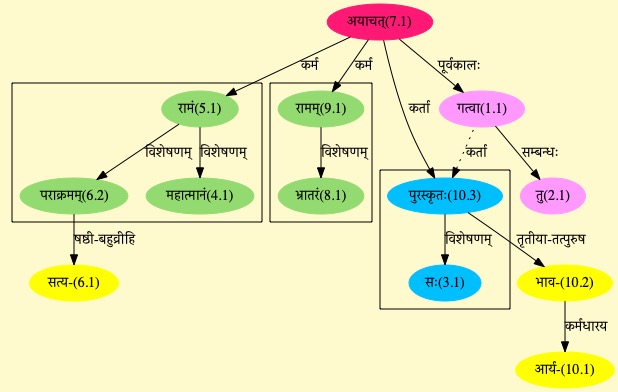 अयाचत्(7.1)
कर्म कर्म पूर्वकालः
रामं(5.1) रामम्(9.1) कर्ता गत्वा(1.1)
विशेषणम् विशेषणम् विशेषणम् कर्ता सम्बन्धः
पराक्रमम्(6.2) महात्मानं(4.1) भ्रातरं(8.1) पुरस्कृतः(10.3) तु(2.1)
षष्ठी-बहुव्रीहि विशेषणम् तृतीया-तत्पुरुष
सत्य-(6.1) सः(3.1) भाव-(10.2)
कर्मधारय
आर्य-(10.1)